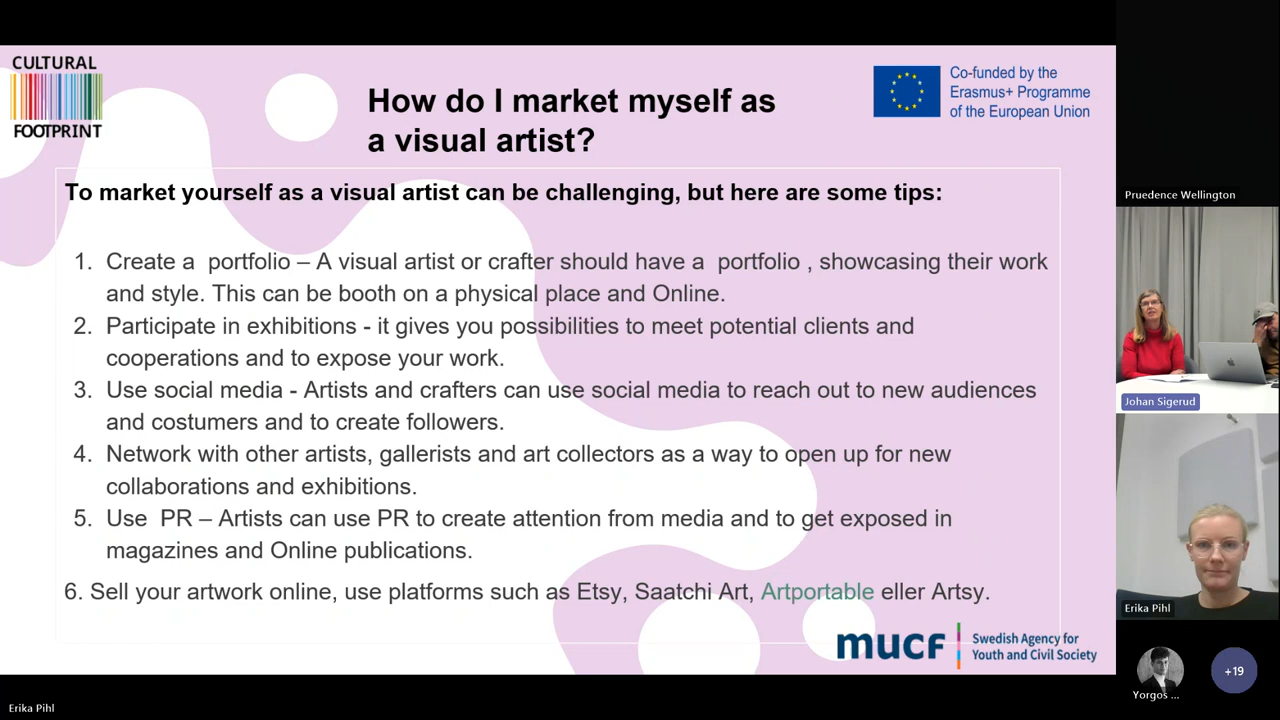 CULTURAL
FOOTPRINT
How do I market myself as
a visual artist?
Co-funded by the
Erasmus+ Programme
of the European Union
To market yourself as a visual artist can be challenging, but here are some tips:
1. Create a portfolio – A visual artist or crafter should have a portfolio , showcasing their work
and style. This can be booth on a physical place and Online.
2. Participate in exhibitions - it gives you possibilities to meet potential clients and
cooperations and to expose your work.
3. Use social media - Artists and crafters can use social media to reach out to new audiences
and costumers and to create followers.
4. Network with other artists, gallerists and art collectors as a way to open up for new
collaborations and exhibitions.
5. Use PR – Artists can use PR to create attention from media and to get exposed in
magazines and Online publications.
6. Sell your artwork online, use platforms such as Etsy, Saatchi Art, Artportable eller Artsy.
mucf
Swedish Agency for
Youth and Civil Society
Erika Pihl
Pruedence Wellington
Johan Sigerud
Erika Pihl
Yorgos ...
+19